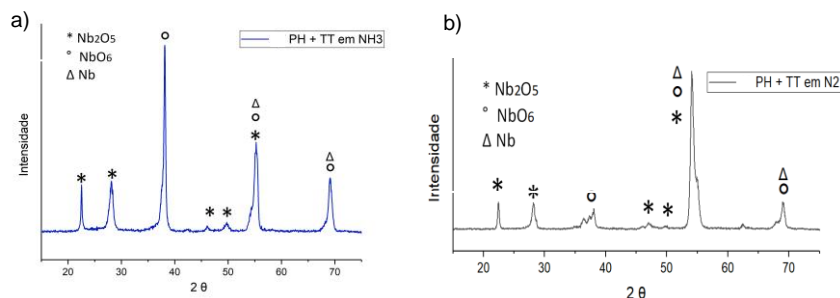 a)
* Nb₂O₅
° NbO₆
Δ Nb
PH + TT em NH3
Intensidade
* * ° * * Δ ° * Δ °
20 30 40 50 60 70
2 θ
b)
* Nb₂O₅
° NbO₆
Δ Nb
PH + TT em N2
Intensidade
* * ° * * Δ ° * Δ °
20 30 40 50 60 70
2 θ